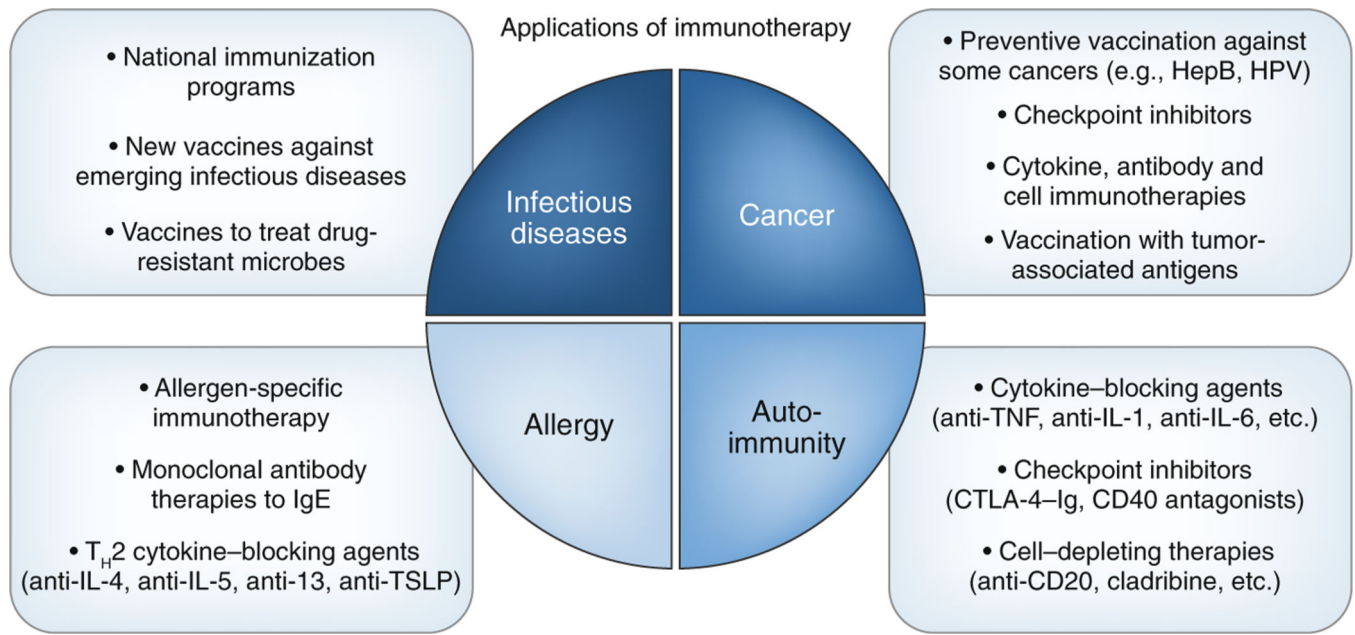 Applications of immunotherapy
• National immunization
programs
• New vaccines against
emerging infectious diseases
• Vaccines to treat drug-
resistant microbes
Infectious
diseases
Cancer
• Preventive vaccination against
some cancers (e.g., HepB, HPV)
• Checkpoint inhibitors
• Cytokine, antibody and
cell immunotherapies
• Vaccination with tumor-
associated antigens
• Allergen-specific
immunotherapy
• Monoclonal antibody
therapies to IgE
• TH2 cytokine–blocking agents
(anti-IL-4, anti-IL-5, anti-13, anti-TSLP)
Allergy
Auto-
immunity
• Cytokine–blocking agents
(anti-TNF, anti-IL-1, anti-IL-6, etc.)
• Checkpoint inhibitors
(CTLA-4–Ig, CD40 antagonists)
• Cell–depleting therapies
(anti-CD20, cladribine, etc.)